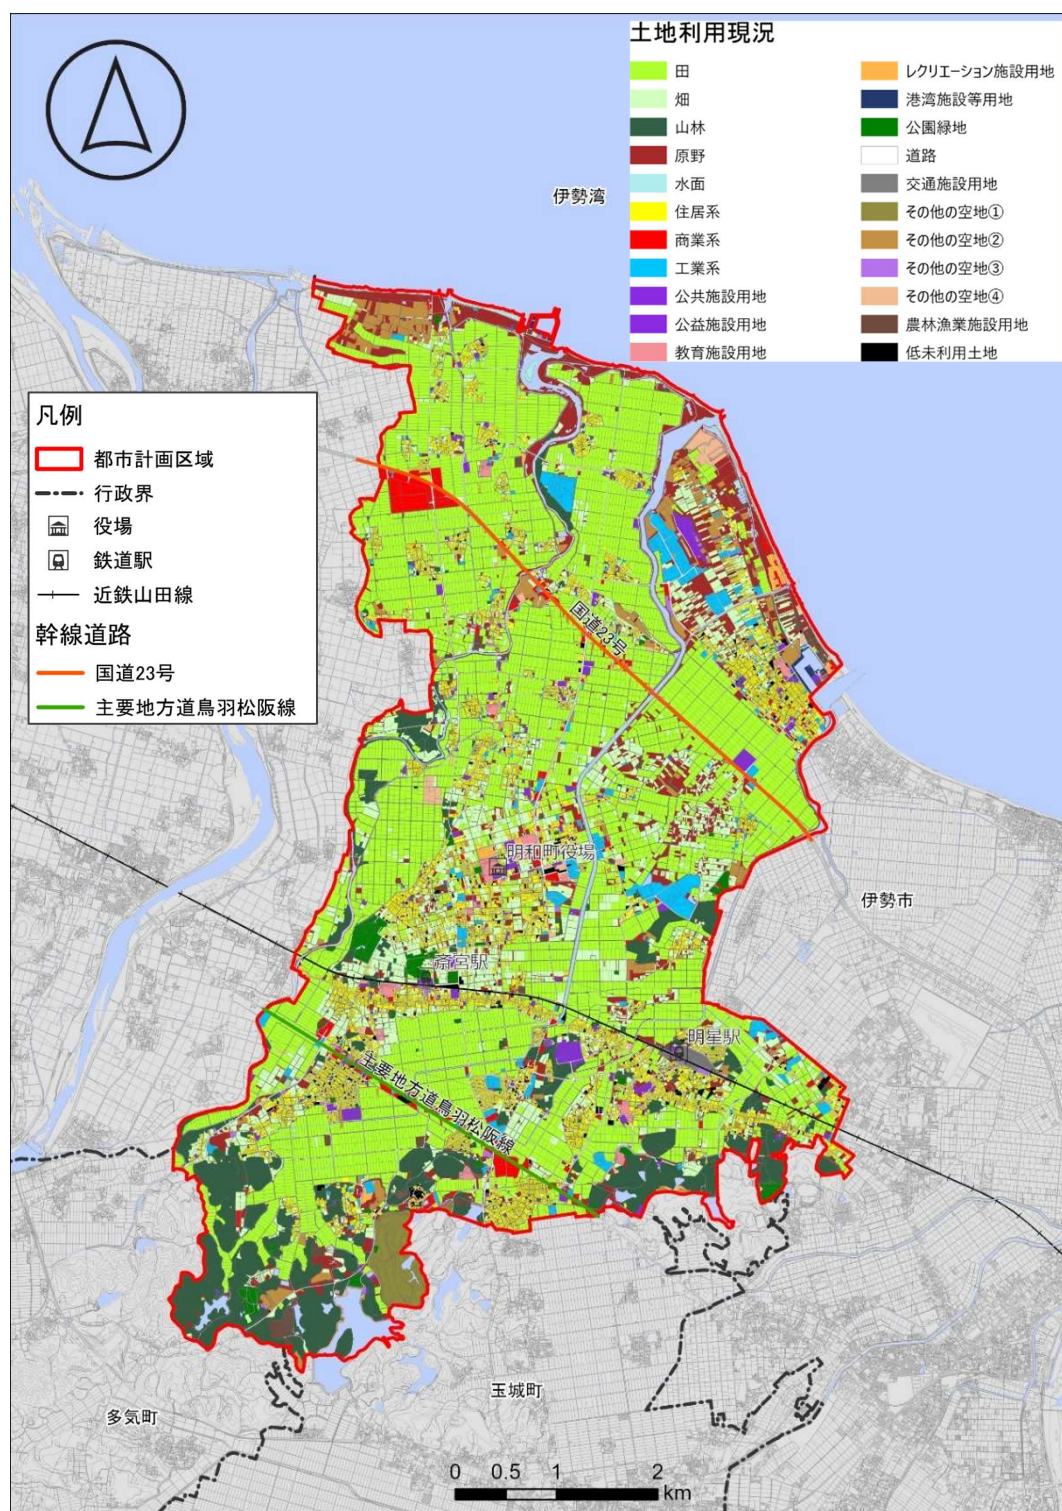 土地利用現況
田
畑
山林
原野
水面
住居系
商業系
工業系
公共施設用地
公益施設用地
教育施設用地
レクリエーション施設用地
港湾施設等用地
公園緑地
道路
交通施設用地
その他の空地①
その他の空地②
その他の空地③
その他の空地④
農林漁業施設用地
低未利用土地
伊勢湾
凡例
都市計画区域
行政界
役場
鉄道駅
近鉄山田線
幹線道路
国道23号
主要地方道鳥羽松阪線
国道23号
明和町役場
伊勢市
斎宮駅
明星駅
主要地方道鳥羽松阪線
玉城町
多気町
0 0.5 1 2
km